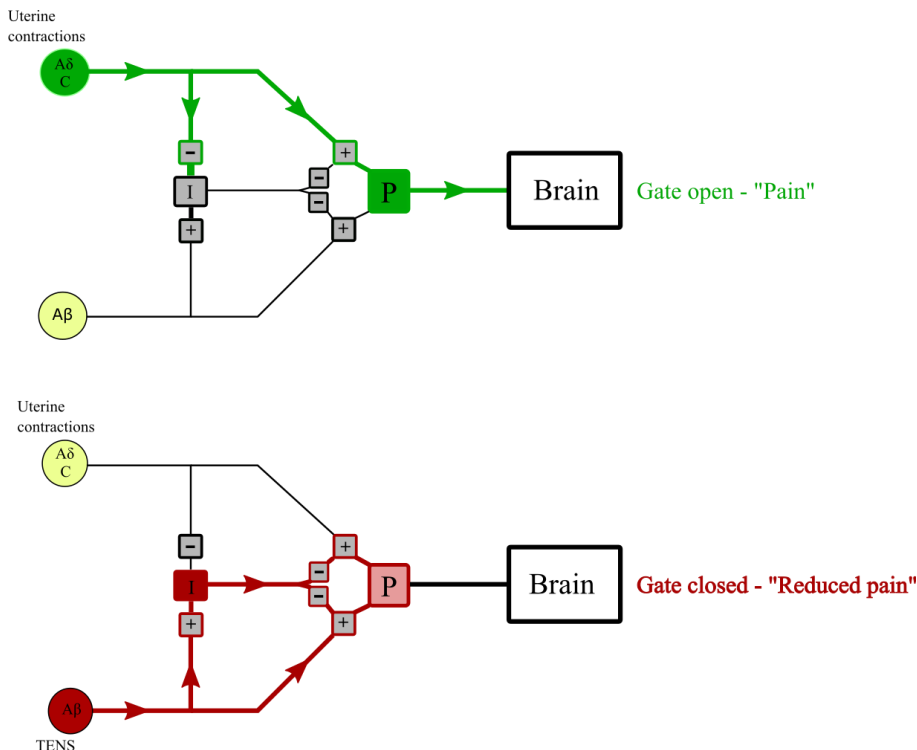 Uterine
contractions
Aδ
C
−
+
I
−
−
P
Brain
Gate open - "Pain"
+
+
Aβ
Uterine
contractions
Aδ
C
−
+
I
−
−
P
Brain
Gate closed - "Reduced pain"
+
+
Aβ
TENS